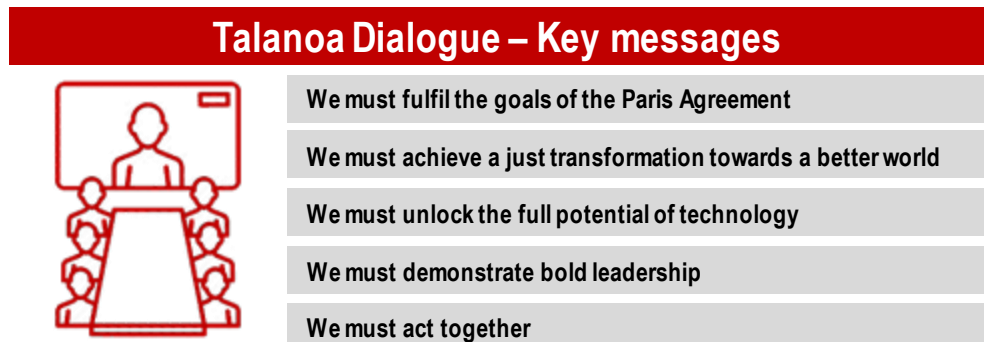 Talanoa Dialogue – Key messages
We must fulfil the goals of the Paris Agreement
We must achieve a just transformation towards a better world
We must unlock the full potential of technology
We must demonstrate bold leadership
We must act together